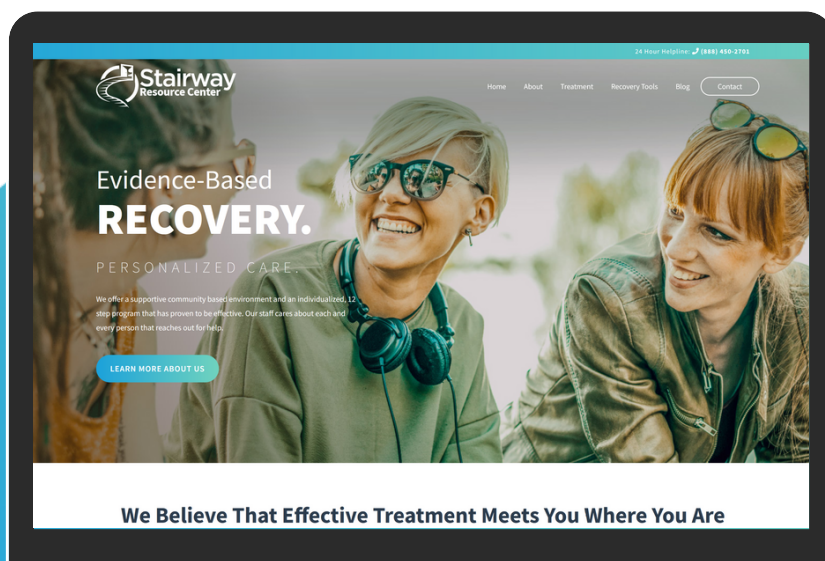 24 Hour Helpline: (888) 450-2701
Stairway
Resource Center
Home About Treatment Recovery Tools Blog Contact
Evidence-Based
RECOVERY.
PERSONALIZED CARE.
We offer a supportive community based environment and an individualized, 12
step program that has proven to be effective. Our staff cares about each and
every person that reaches out for help.
LEARN MORE ABOUT US
We Believe That Effective Treatment Meets You Where You Are